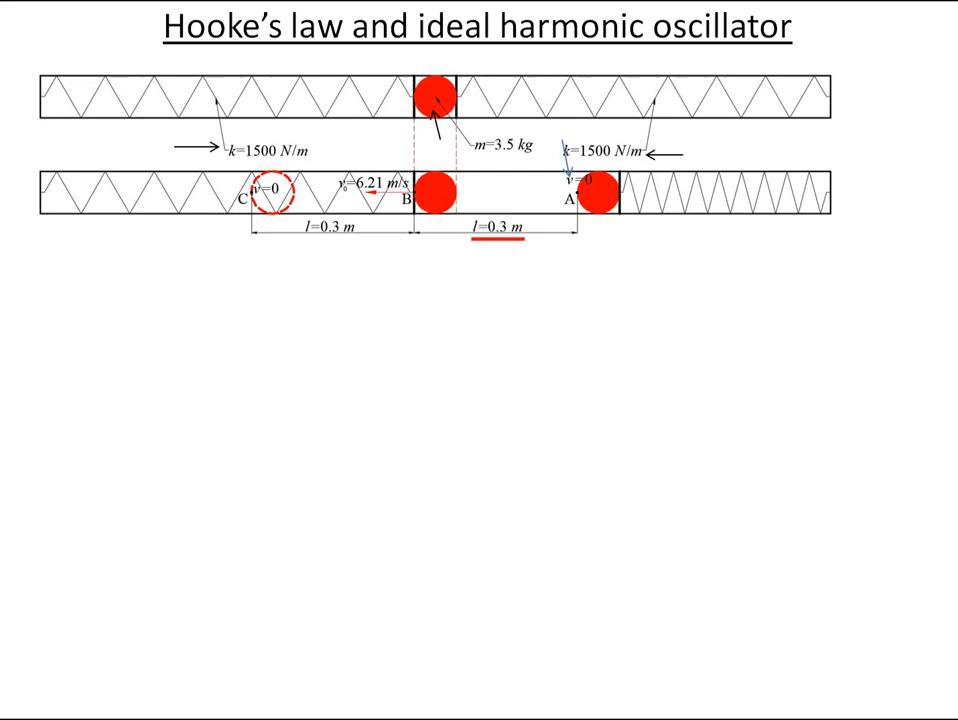 Hooke's law and ideal harmonic oscillator
k=1500 N/m
m=3.5 kg
k=1500 N/m
C
v=0
v₀=6.21 m/s
B
v=0
A
l=0.3 m
l=0.3 m